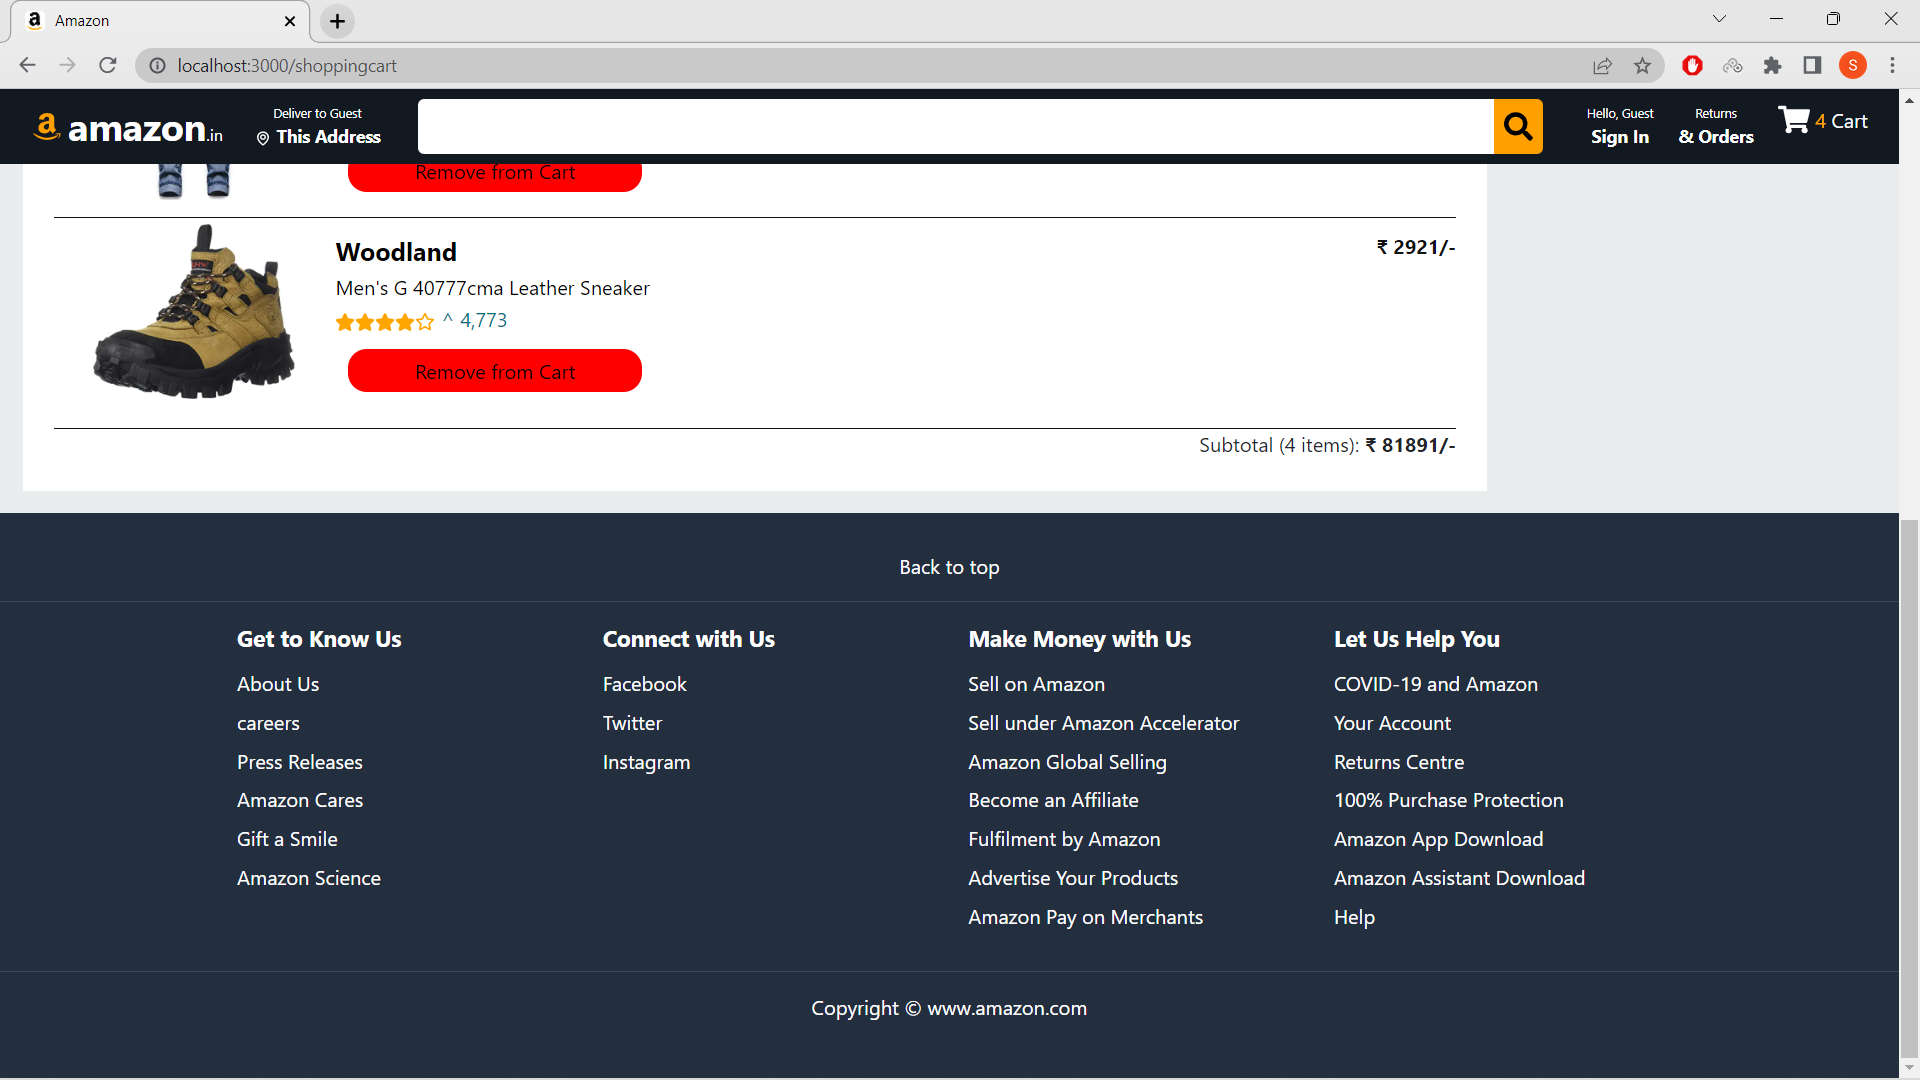 Amazon
localhost:3000/shoppingcart
S
amazon.in
Deliver to Guest
This Address
Hello, Guest
Sign In
Returns
& Orders
4 Cart
Remove from Cart
Woodland
₹ 2921/-
Men's G 40777cma Leather Sneaker
^ 4,773
Remove from Cart
Subtotal (4 items): ₹ 81891/-
Back to top
Get to Know Us
About Us
careers
Press Releases
Amazon Cares
Gift a Smile
Amazon Science
Connect with Us
Facebook
Twitter
Instagram
Make Money with Us
Sell on Amazon
Sell under Amazon Accelerator
Amazon Global Selling
Become an Affiliate
Fulfilment by Amazon
Advertise Your Products
Amazon Pay on Merchants
Let Us Help You
COVID-19 and Amazon
Your Account
Returns Centre
100% Purchase Protection
Amazon App Download
Amazon Assistant Download
Help
Copyright © www.amazon.com